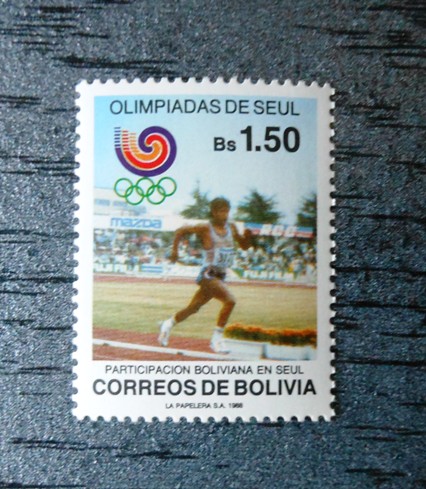 OLIMPIADAS DE SEUL
Bs 1.50
mazda
PARTICIPACION BOLIVIANA EN SEUL
CORREOS DE BOLIVIA
LA PAPELERA S.A. 1988